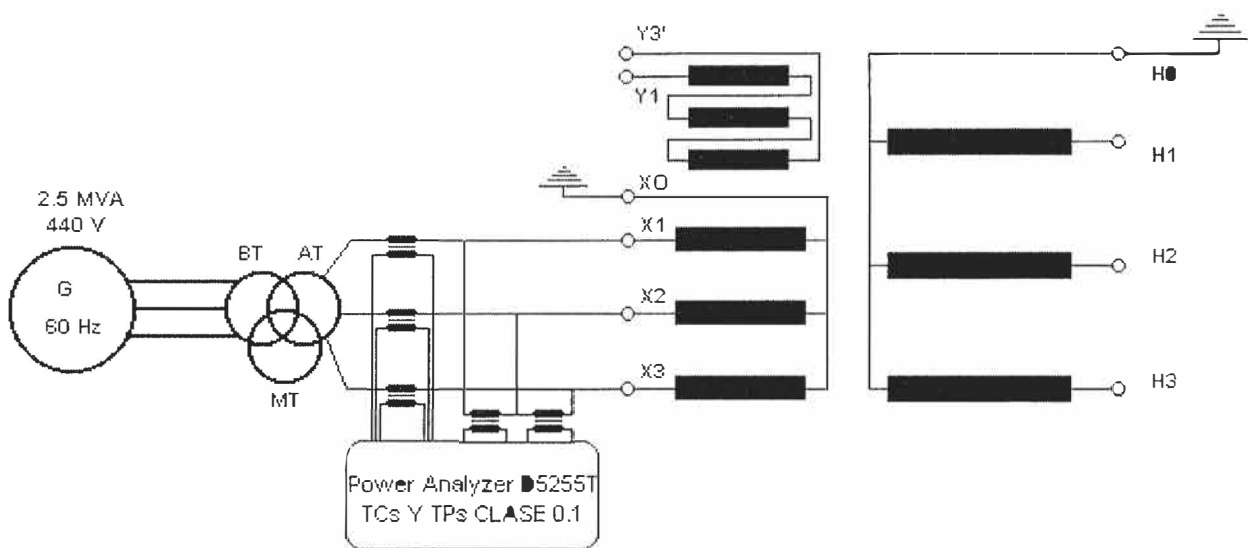 Y3'
Y1
H0
H1
X0
2.5 MVA
440 V
X1
BT
AT
H2
G
X2
60 Hz
X3
H3
MT
Power Analyzer D5255T
TCs Y TPs CLASE 0.1